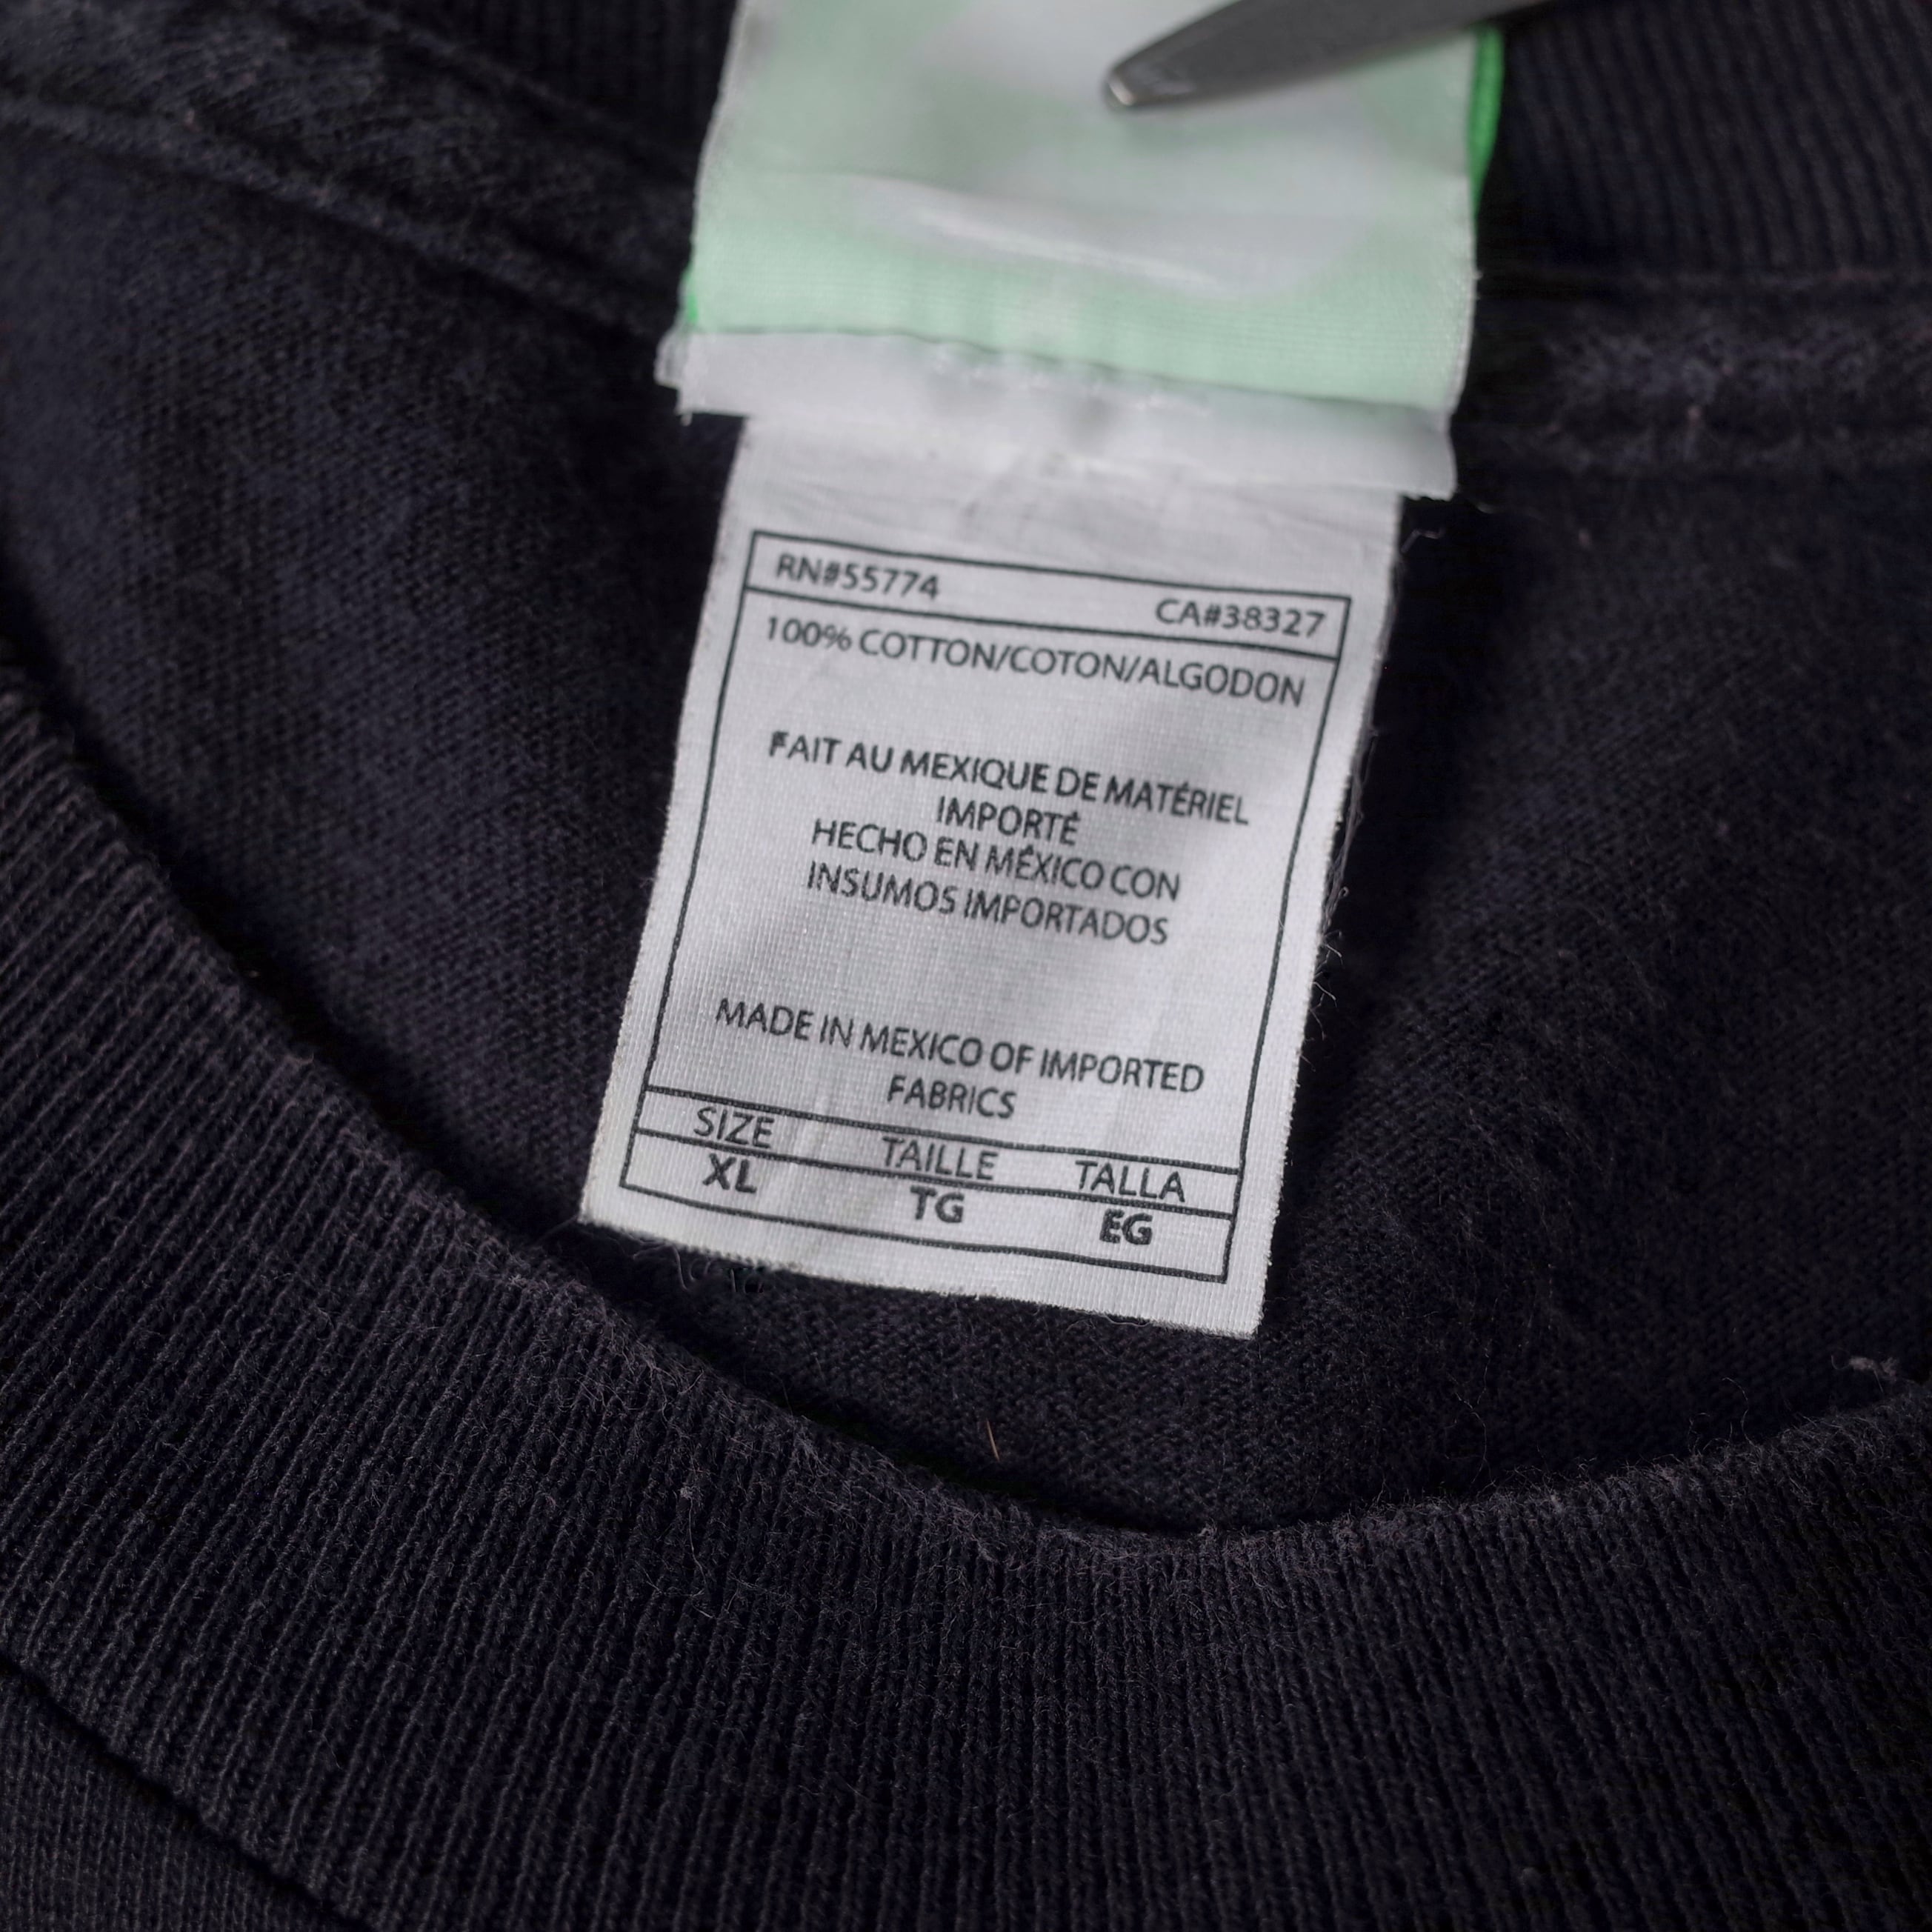 RN#55774 CA#38327
100% COTTON/COTON/ALGODON
FAIT AU MEXIQUE DE MATÉRIEL
IMPORTÉ
HECHO EN MÉXICO CON
INSUMOS IMPORTADOS
MADE IN MEXICO OF IMPORTED
FABRICS
SIZE TAILLE TALLA
XL TG EG